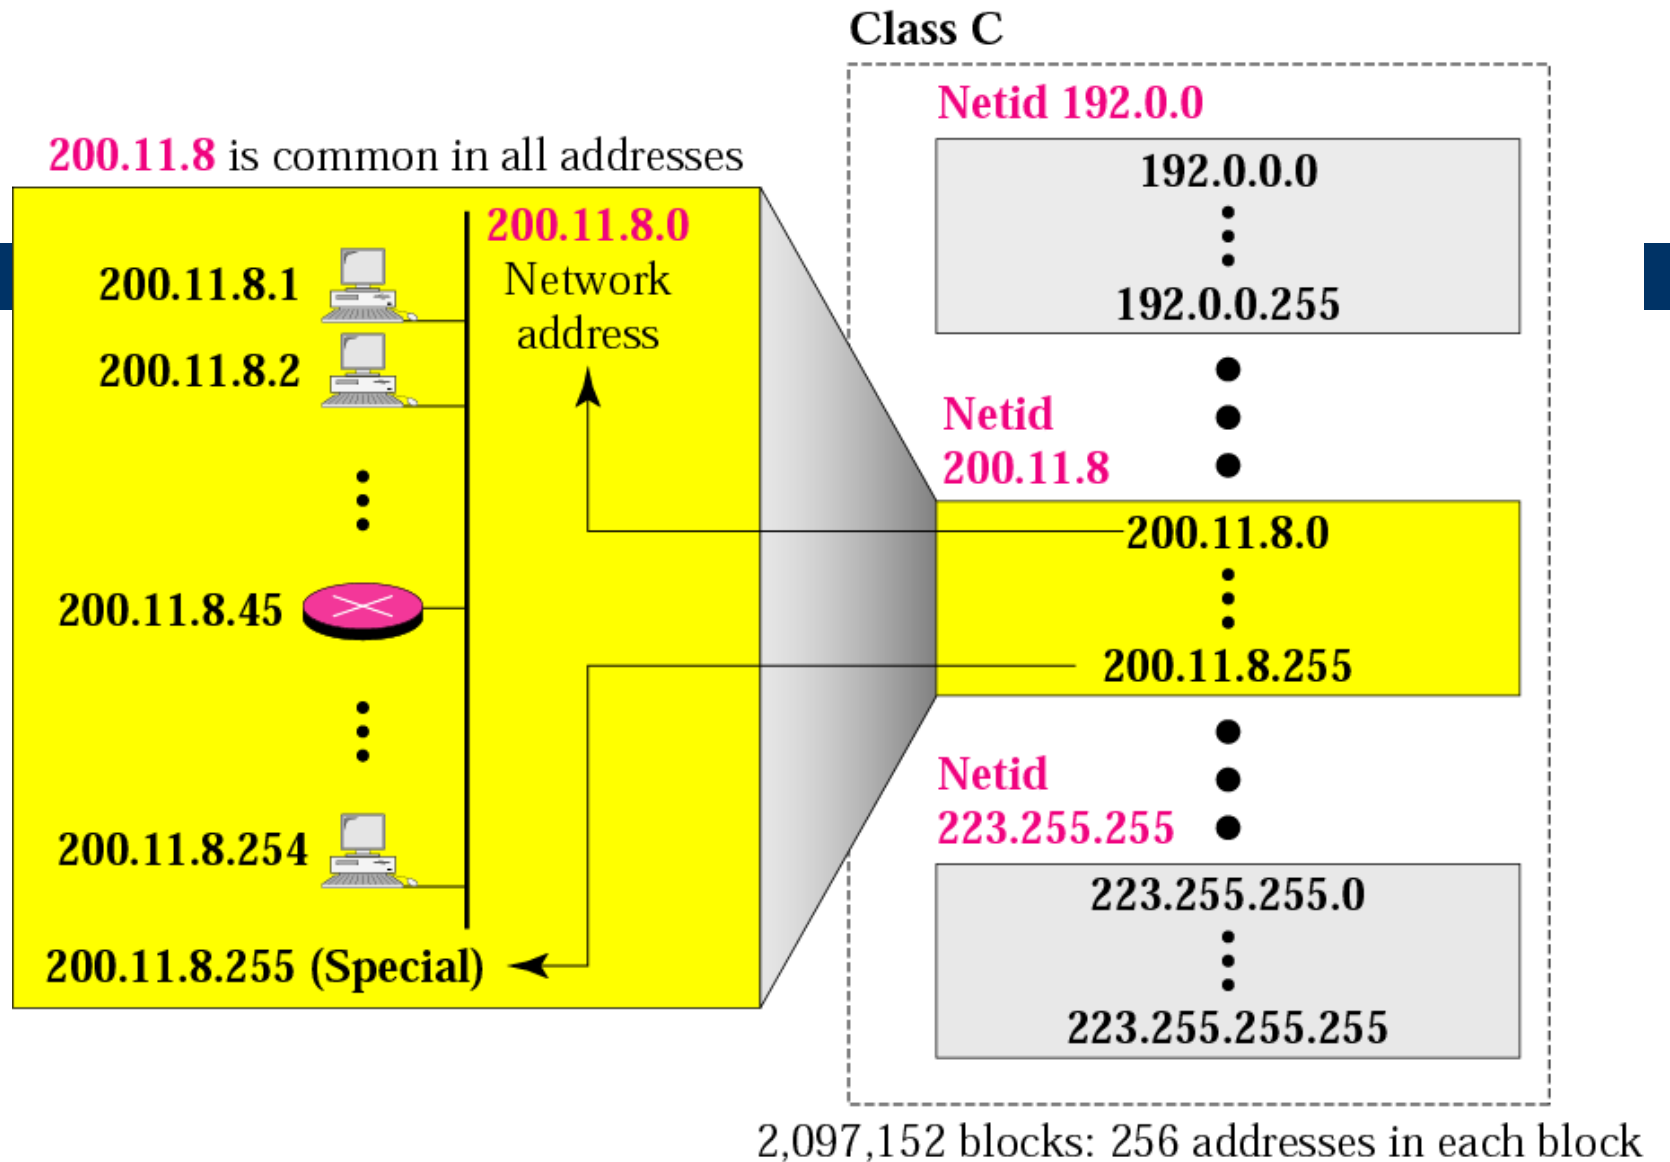 Class C
200.11.8 is common in all addresses
200.11.8.0
Network
address
200.11.8.1
200.11.8.2
200.11.8.45
200.11.8.254
200.11.8.255 (Special)
Netid 192.0.0
192.0.0.0
192.0.0.255
Netid
200.11.8
200.11.8.0
200.11.8.255
Netid
223.255.255
223.255.255.0
223.255.255.255
2,097,152 blocks: 256 addresses in each block